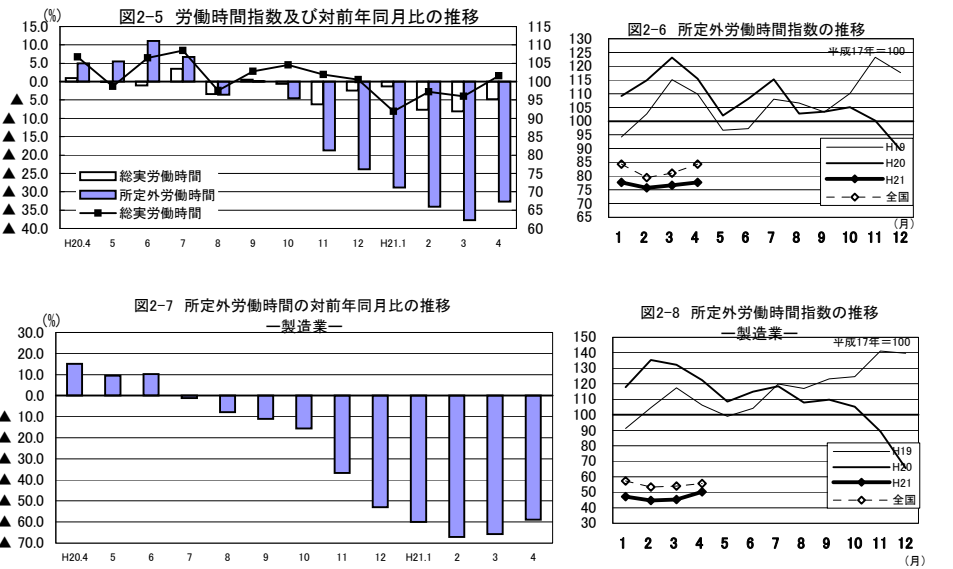 図2-5 労働時間指数及び対前年同月比の推移
(%)
15.0
10.0
5.0
0.0
▲ 5.0
▲ 10.0
▲ 15.0
▲ 20.0
▲ 25.0
▲ 30.0
▲ 35.0
▲ 40.0
115
110
105
100
95
90
85
80
75
70
65
60
総実労働時間
所定外労働時間
総実労働時間
H20.4 5 6 7 8 9 10 11 12 H21.1 2 3 4
図2-6 所定外労働時間指数の推移
平成17年=100
130
125
120
115
110
105
100
95
90
85
80
75
70
65
H19
H20
H21
全国
1 2 3 4 5 6 7 8 9 10 11 12
(月)
図2-7 所定外労働時間の対前年同月比の推移
―製造業―
(%)
30.0
20.0
10.0
0.0
▲ 10.0
▲ 20.0
▲ 30.0
▲ 40.0
▲ 50.0
▲ 60.0
▲ 70.0
H20.4 5 6 7 8 9 10 11 12 H21.1 2 3 4
図2-8 所定外労働時間指数の推移
―製造業―
平成17年=100
150
140
130
120
110
100
90
80
70
60
50
40
30
H19
H20
H21
全国
1 2 3 4 5 6 7 8 9 10 11 12
(月)